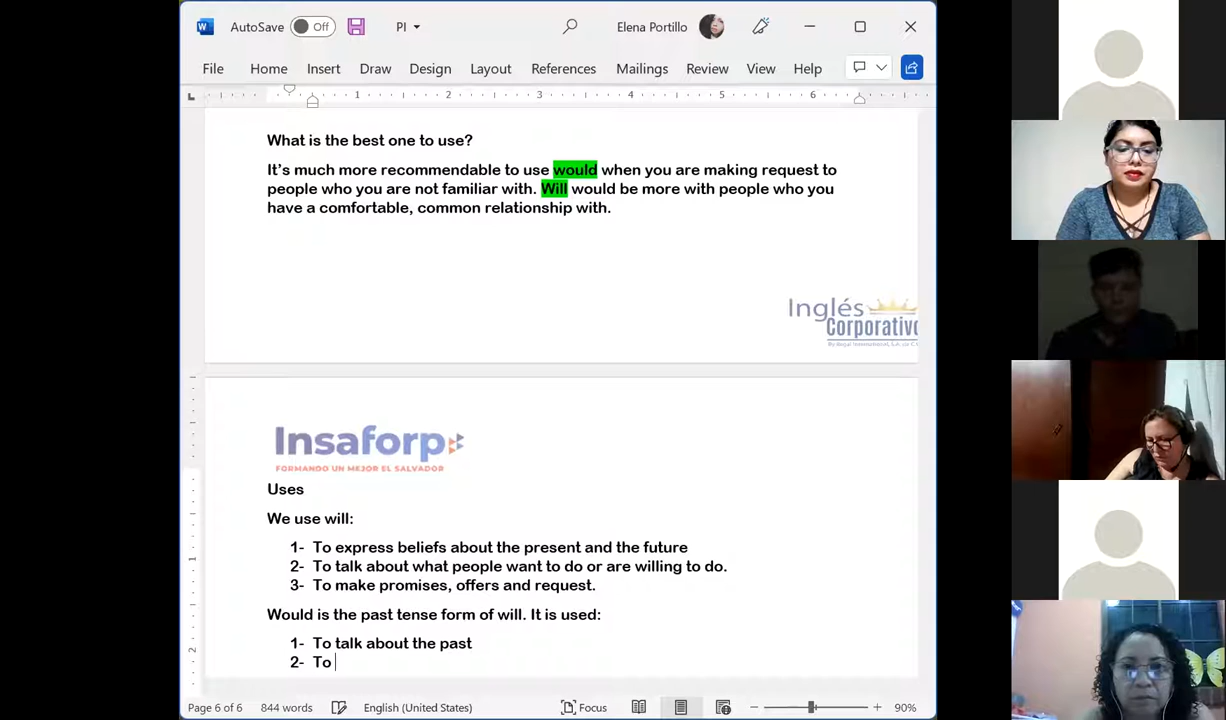 AutoSave Off PI Elena Portillo
File Home Insert Draw Design Layout References Mailings Review View Help
1 2 3 4 5 6
What is the best one to use?
It's much more recommendable to use would when you are making request to
people who you are not familiar with. Will would be more with people who you
have a comfortable, common relationship with.
Inglés
Corporativo
Insaforp
FORMANDO UN MEJOR EL SALVADOR
Uses
We use will:
1- To express beliefs about the present and the future
2- To talk about what people want to do or are willing to do.
3- To make promises, offers and request.
Would is the past tense form of will. It is used:
1- To talk about the past
2- To
Page 6 of 6 844 words English (United States) Focus 90%